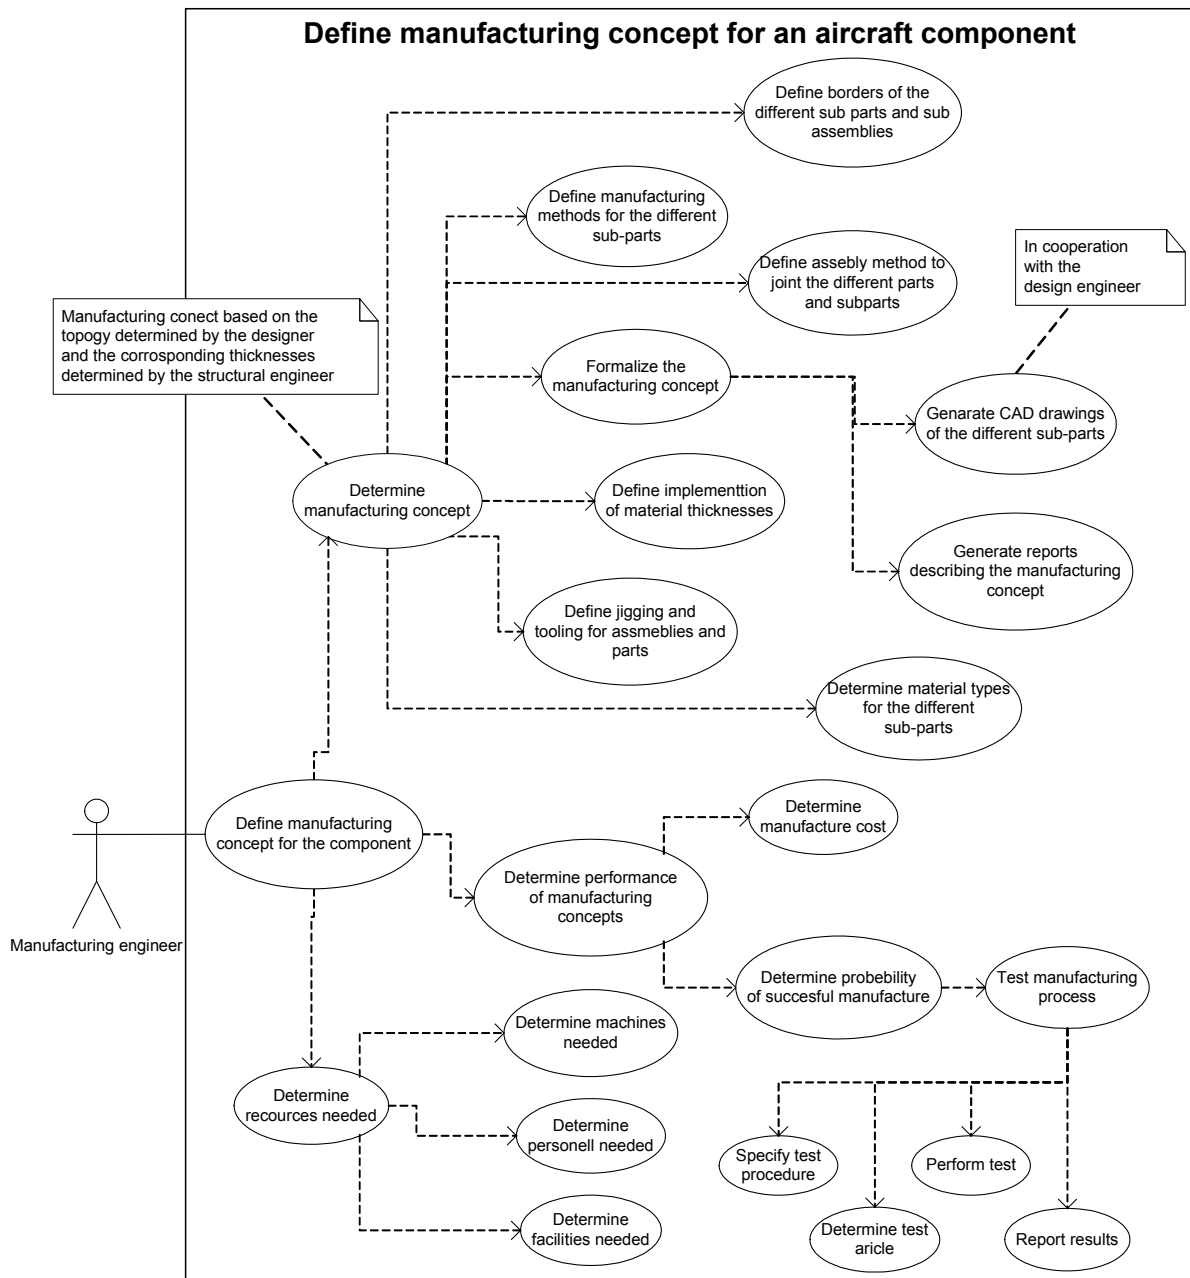 Define manufacturing concept for an aircraft component
Define borders of the
different sub parts and sub
assemblies
Define manufacturing
methods for the different
sub-parts
In cooperation
with the
design engineer
Define assebly method to
joint the different parts
and subparts
Manufacturing conect based on the
topogy determined by the designer
and the corrosponding thicknesses
determined by the structural engineer
Formalize the
manufacturing concept
Genarate CAD drawings
of the different sub-parts
Determine
manufacturing concept
Define implementtion
of material thicknesses
Generate reports
describing the manufacturing
concept
Define jigging and
tooling for assmeblies and
parts
Determine material types
for the different
sub-parts
Determine
manufacture cost
Define manufacturing
concept for the component
Determine performance
of manufacturing
concepts
Manufacturing engineer
Determine probebility
of succesful manufacture
Test manufacturing
process
Determine machines
needed
Determine
recources needed
Determine
personell needed
Specify test
procedure
Perform test
Determine
facilities needed
Determine test
aricle
Report results